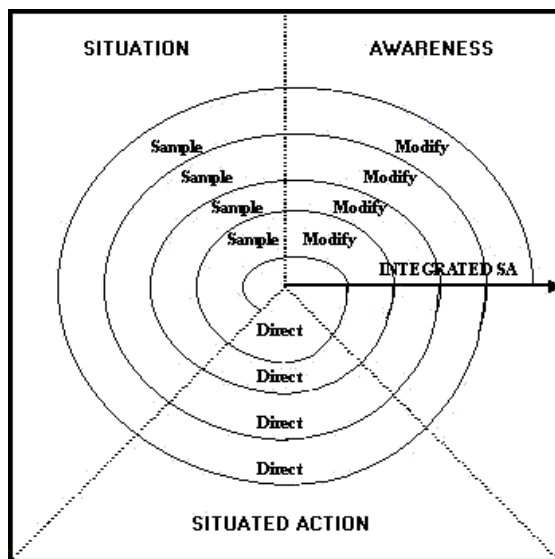 SITUATION AWARENESS
Sample Modify
Sample Modify
Sample Modify
Sample Modify
INTEGRATED SA
Direct
Direct
Direct
Direct
SITUATED ACTION